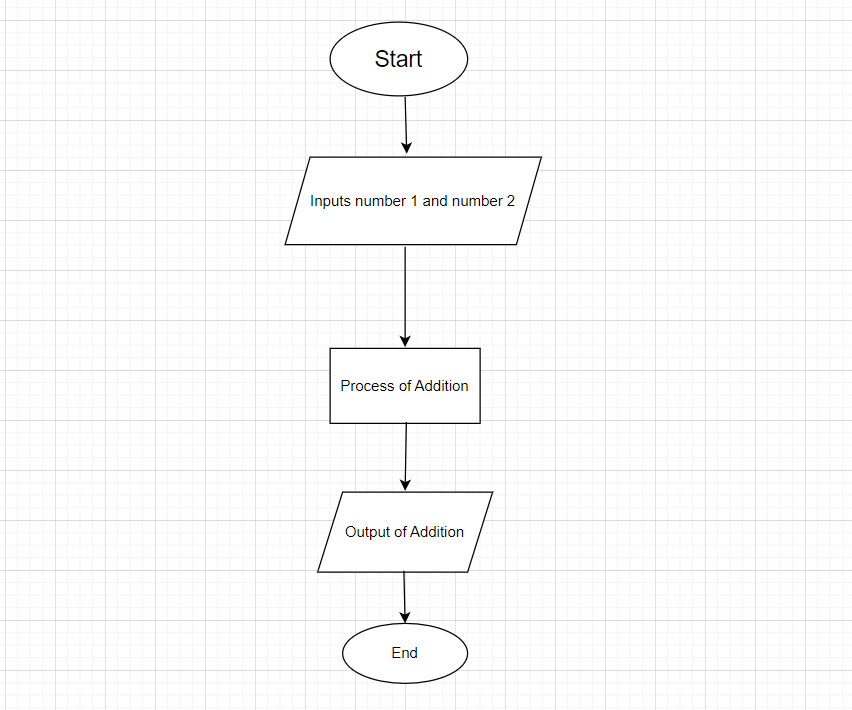 Start
Inputs number 1 and number 2
Process of Addition
Output of Addition
End